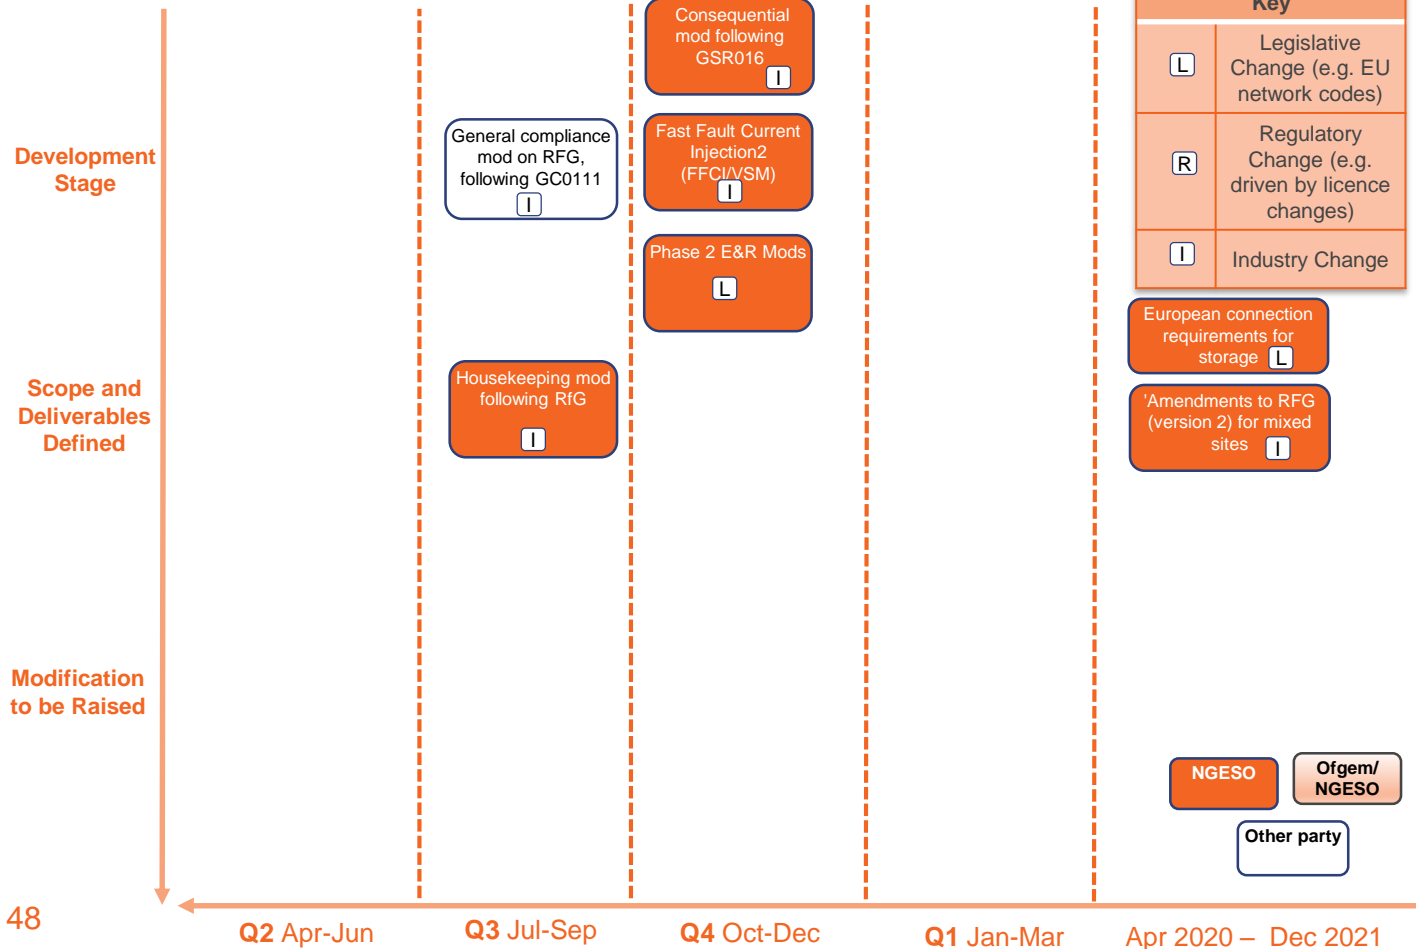 Key
Legislative
Change (e.g. EU
network codes)
L
Regulatory
Change (e.g.
driven by licence
changes)
R
Industry Change
I
Consequential
mod following
GSR016
I
Development
Stage
General compliance
mod on RFG,
following GC0111
I
Fast Fault Current
Injection2
(FFCI/VSM)
I
Phase 2 E&R Mods
L
European connection
requirements for
storage L
Scope and
Deliverables
Defined
Housekeeping mod
following RfG
I
'Amendments to RFG
(version 2) for mixed
sites I
Modification
to be Raised
NGESO
Ofgem/
NGESO
Other party
48
Q2 Apr-Jun
Q3 Jul-Sep
Q4 Oct-Dec
Q1 Jan-Mar
Apr 2020 – Dec 2021